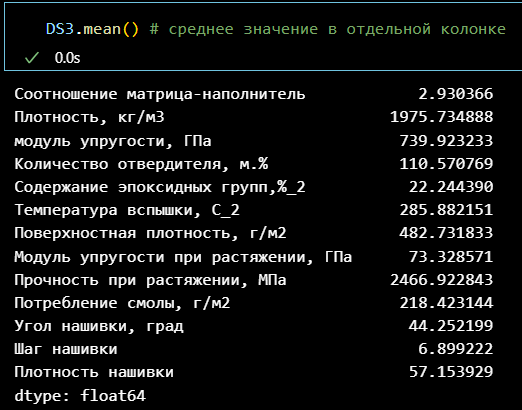 DS3.mean() # среднее значение в отдельной колонке
✓ 0.0s
Соотношение матрица-наполнитель 2.930366
Плотность, кг/м3 1975.734888
модуль упругости, ГПа 739.923233
Количество отвердителя, м.% 110.570769
Содержание эпоксидных групп,%_2 22.244390
Температура вспышки, С_2 285.882151
Поверхностная плотность, г/м2 482.731833
Модуль упругости при растяжении, ГПа 73.328571
Прочность при растяжении, МПа 2466.922843
Потребление смолы, г/м2 218.423144
Угол нашивки, град 44.252199
Шаг нашивки 6.899222
Плотность нашивки 57.153929
dtype: float64